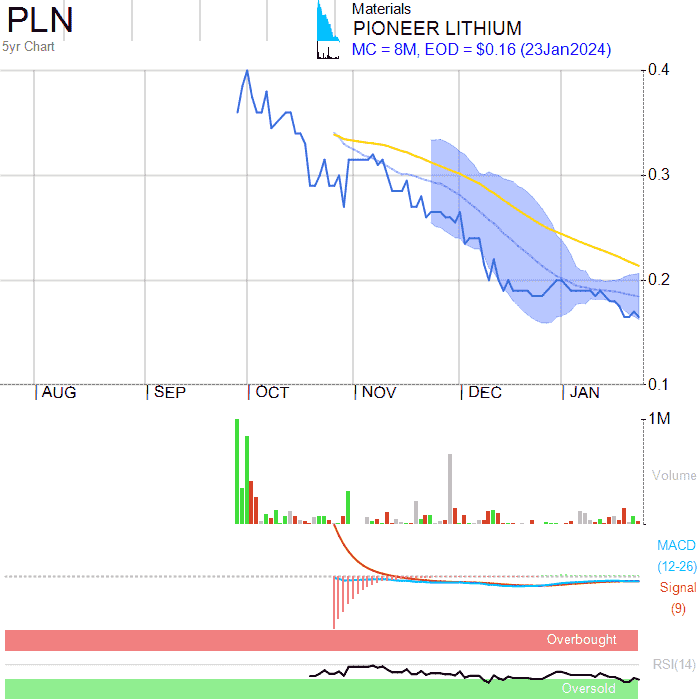 PLN
Materials
PIONEER LITHIUM
5yr Chart
MC = 8M, EOD = $0.16 (23Jan2024)
0.4
0.3
0.2
0.1
AUG
SEP
OCT
NOV
DEC
JAN
1M
Volume
MACD
(12-26)
Signal
(9)
Overbought
RSI(14)
Oversold